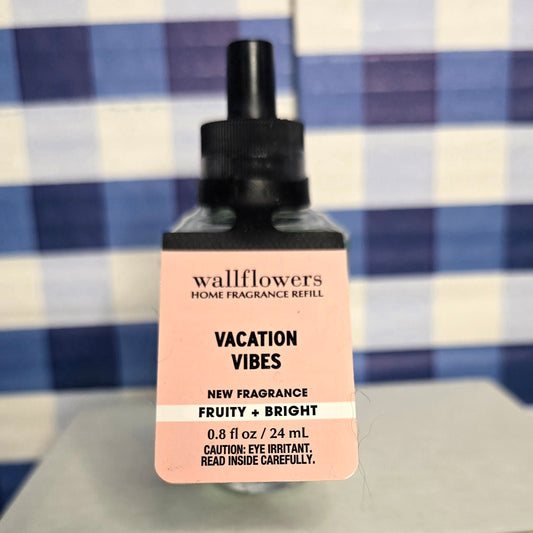 wallflowers
HOME FRAGRANCE REFILL
VACATION
VIBES
NEW FRAGRANCE
FRUITY + BRIGHT
0.8 fl oz / 24 mL
CAUTION: EYE IRRITANT.
READ INSIDE CAREFULLY.